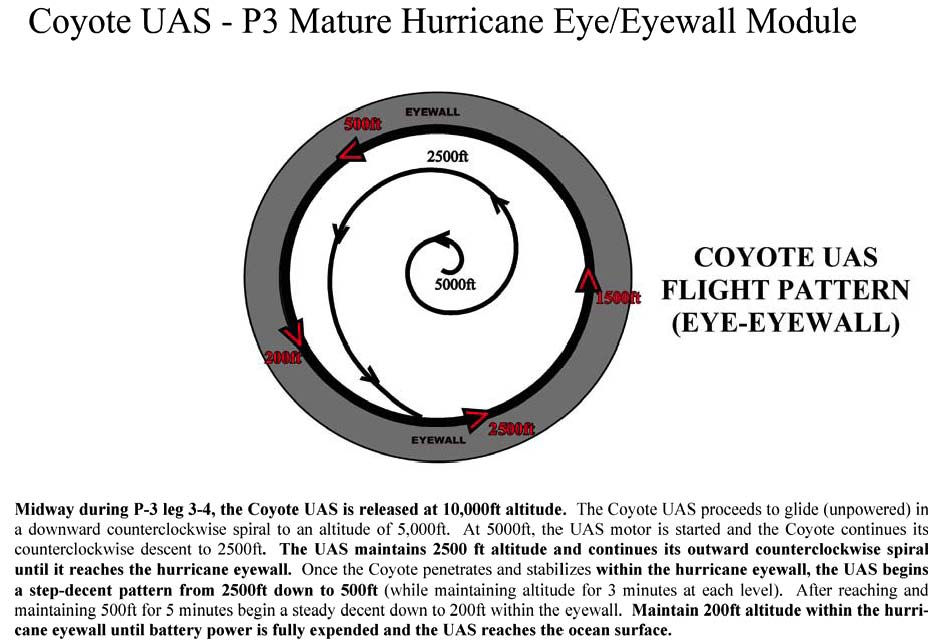 Coyote UAS - P3 Mature Hurricane Eye/Eyewall Module
EYEWALL
500ft
2500ft
5000ft
1500ft
200ft
2500ft
EYEWALL
COYOTE UAS
FLIGHT PATTERN
(EYE-EYEWALL)
Midway during P-3 leg 3-4, the Coyote UAS is released at 10,000ft altitude. The Coyote UAS proceeds to glide (unpowered) in
a downward counterclockwise spiral to an altitude of 5,000ft. At 5000ft, the UAS motor is started and the Coyote continues its
counterclockwise descent to 2500ft. The UAS maintains 2500 ft altitude and continues its outward counterclockwise spiral
until it reaches the hurricane eyewall. Once the Coyote penetrates and stabilizes within the hurricane eyewall, the UAS begins
a step-decent pattern from 2500ft down to 500ft (while maintaining altitude for 3 minutes at each level). After reaching and
maintaining 500ft for 5 minutes begin a steady decent down to 200ft within the eyewall. Maintain 200ft altitude within the hurri-
cane eyewall until battery power is fully expended and the UAS reaches the ocean surface.